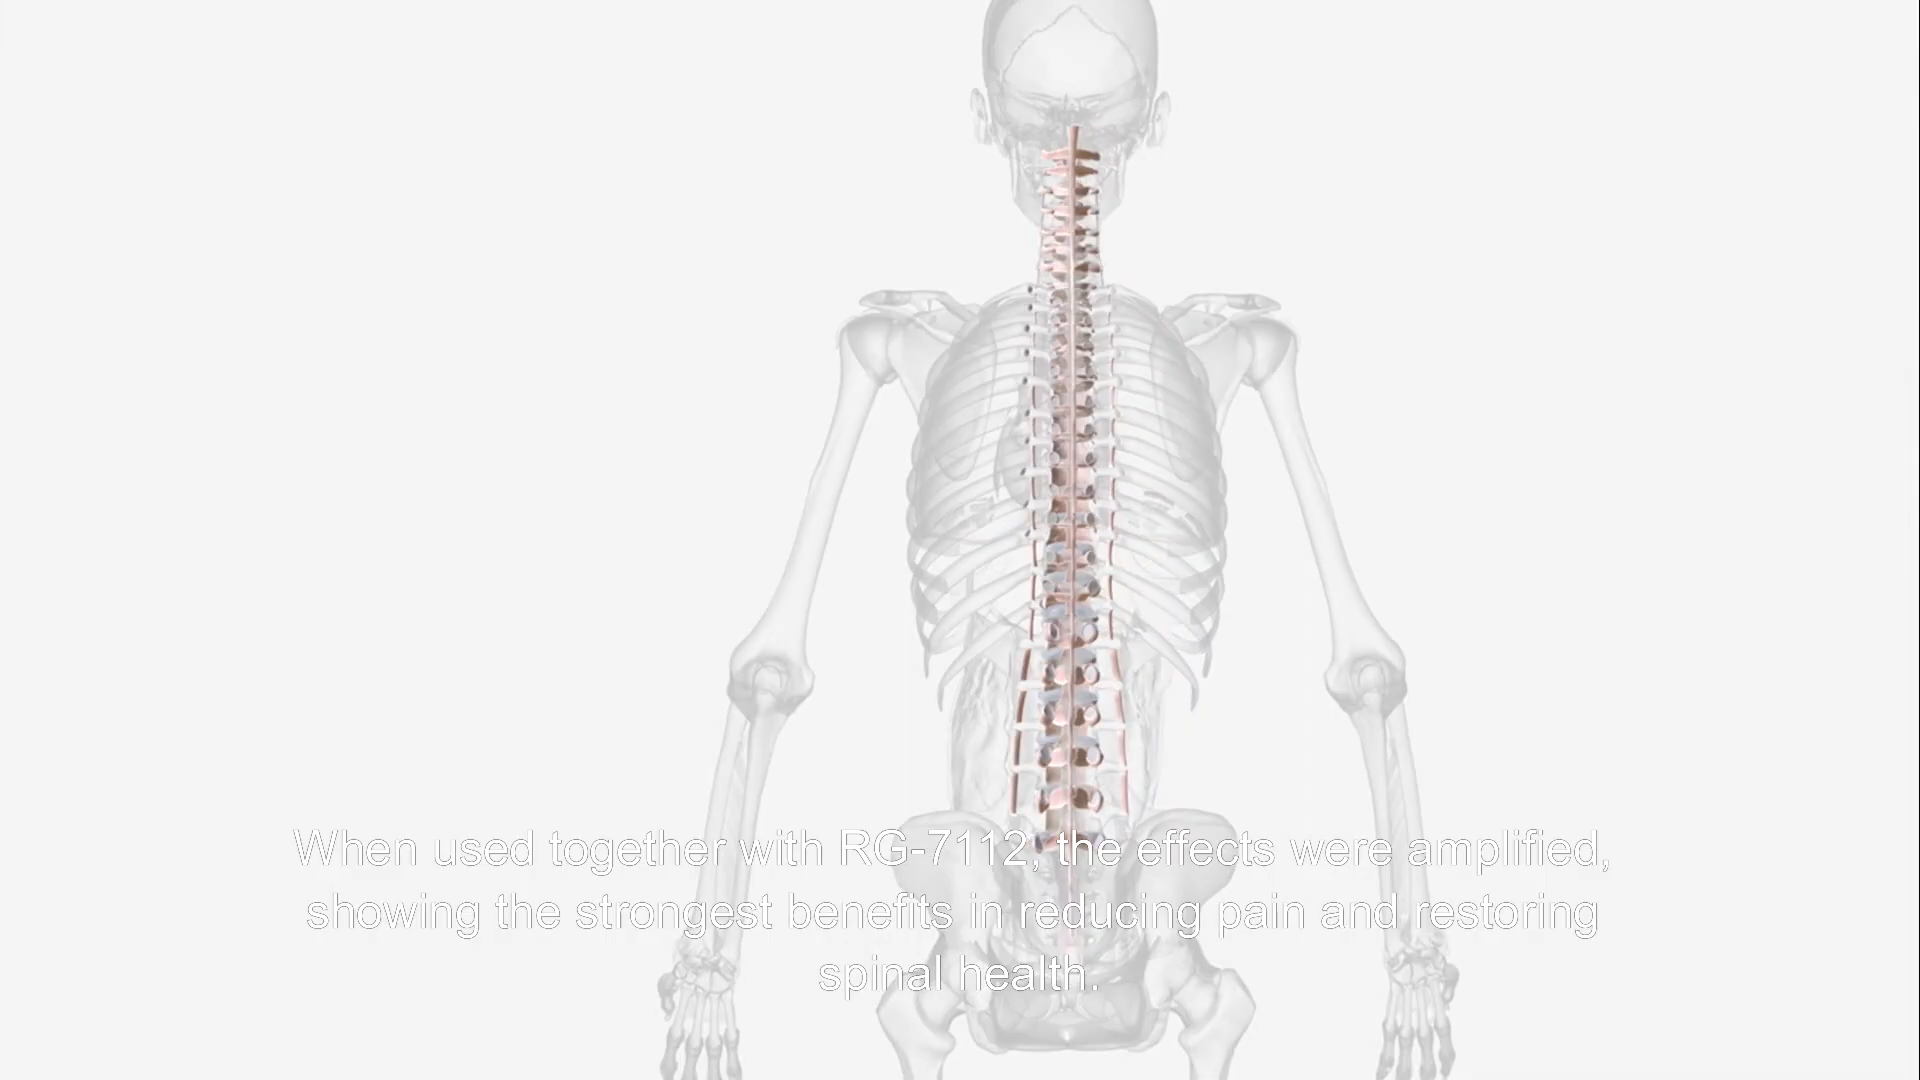 When used together with RG-7112, the effects were amplified,
showing the strongest benefits in reducing pain and restoring
spinal health.